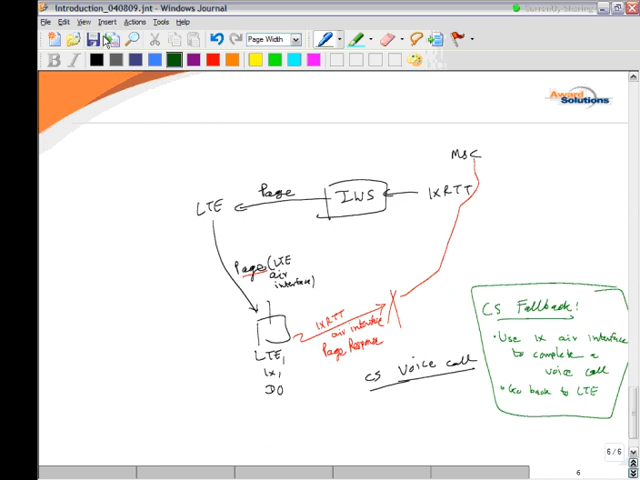 Introduction_040809.jnt - Windows Journal
Currently Sharing
File Edit View Insert Actions Tools Help
Page Width
B I
Award
Solutions
MSC
LTE
Page
IWS
1xRTT
Page (LTE
air
interface)
1xRTT
air interface
Page Response
LTE,
1x,
DO
CS voice call
CS Fallback:
• Use 1x air interface
to complete a
voice call
• Go back to LTE
6 / 6
6